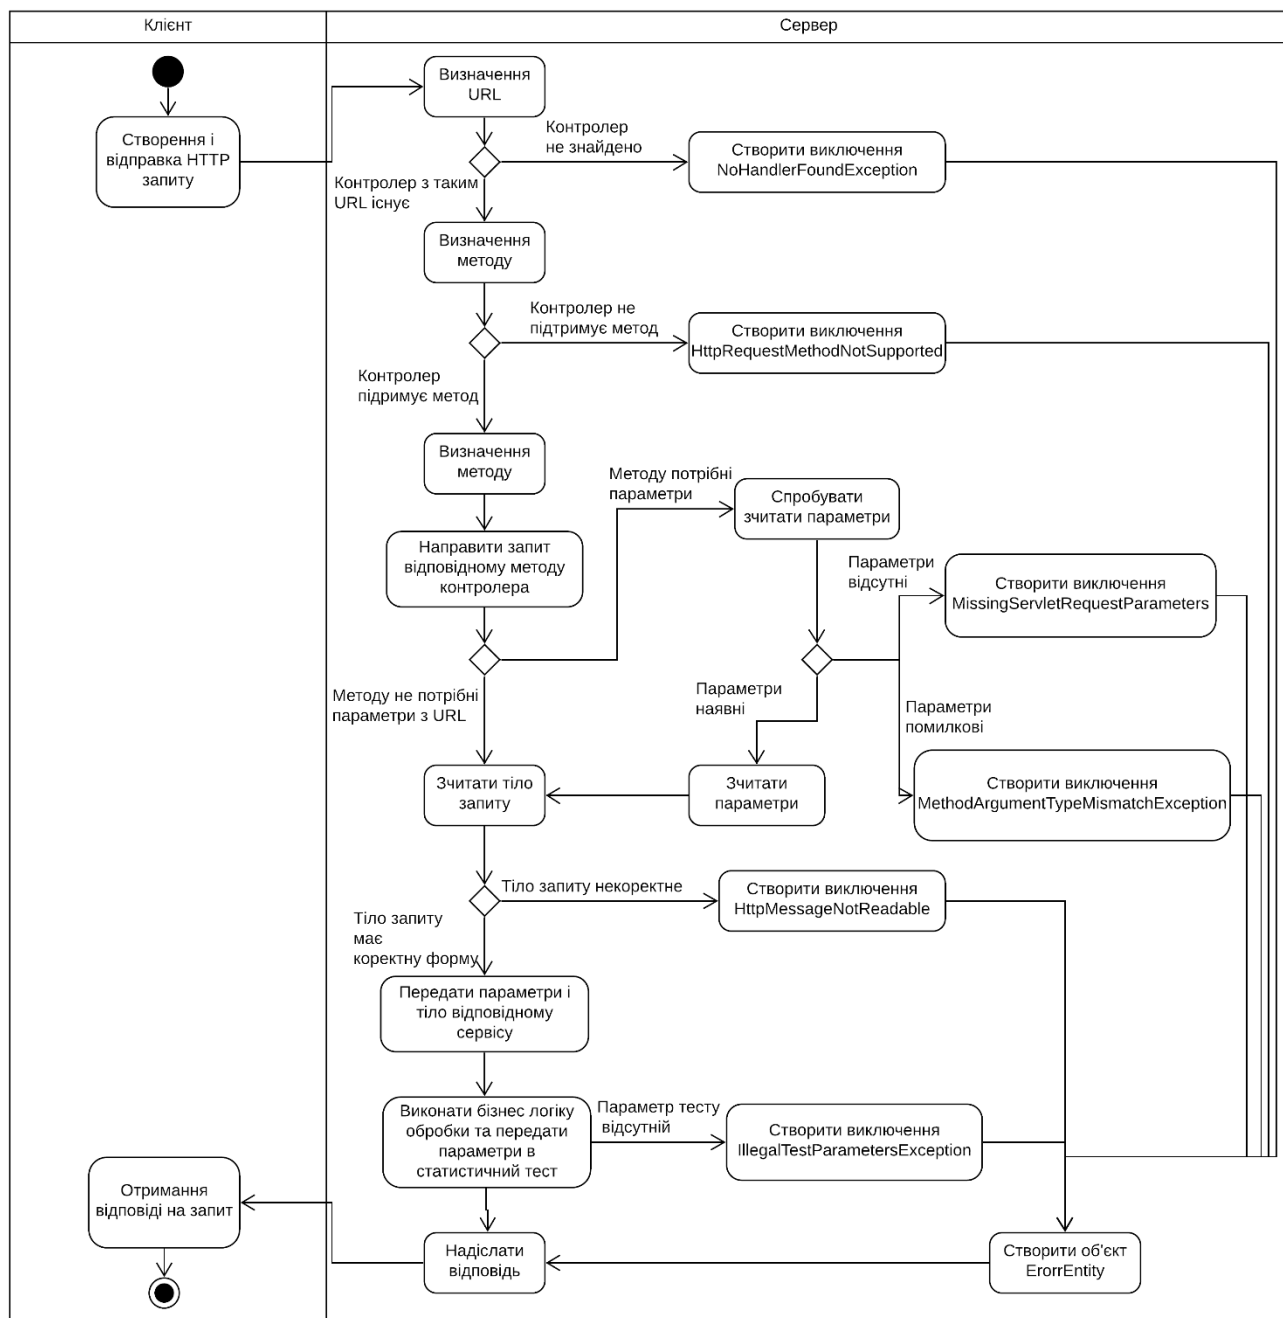 Клієнт
Сервер
Визначення
URL
Контролер
не знайдено
Створити виключення
NoHandlerFoundException
Створення і
відправка HTTP
запиту
Контролер з таким
URL існує
Визначення
методу
Контролер не
підтримує метод
Створити виключення
HttpRequestMethodNotSupported
Контролер
підримує метод
Визначення
методу
Методу потрібні
параметри
Спробувати
зчитати параметри
Направити запит
відповідному методу
контролера
Параметри
відсутні
Створити виключення
MissingServletRequestParameters
Методу не потрібні
параметри з URL
Параметри
наявні
Параметри
помилкові
Зчитати тіло
запиту
Зчитати
параметри
Створити виключення
MethodArgumentTypeMismatchException
Тіло запиту некоректне
Створити виключення
HttpMessageNotReadable
Тіло запиту
має
коректну форму
Передати параметри і
тіло відповідному
сервісу
Виконати бізнес логіку
обробки та передати
параметри в
статистичний тест
Параметр тесту
відсутній
Створити виключення
IllegalTestParametersException
Отримання
відповіді на запит
Надіслати
відповідь
Створити об'єкт
ErorrEntity